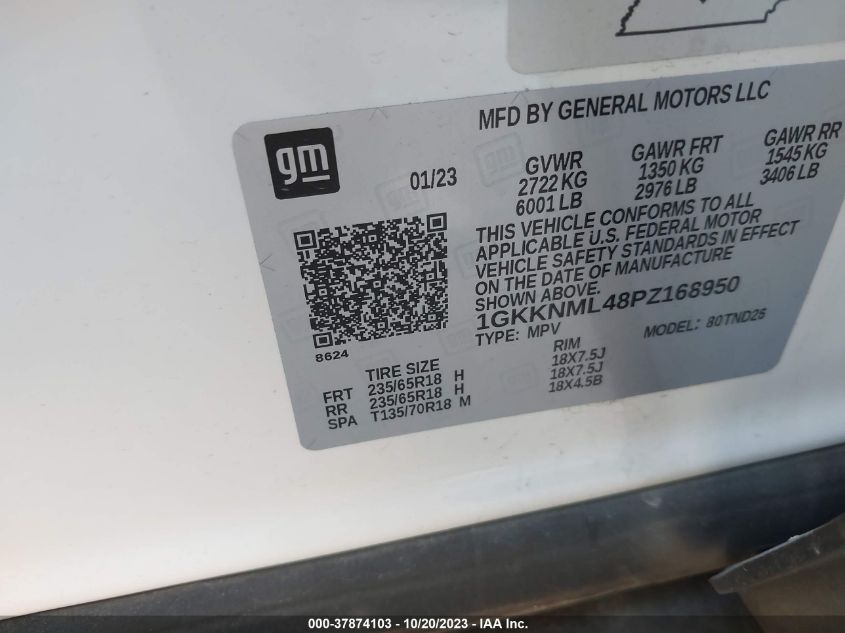 MFD BY GENERAL MOTORS LLC
gm
01/23
GVWR
2722 KG
6001 LB
GAWR FRT
1350 KG
2976 LB
GAWR RR
1545 KG
3406 LB
THIS VEHICLE CONFORMS TO ALL
APPLICABLE U.S. FEDERAL MOTOR
VEHICLE SAFETY STANDARDS IN EFFECT
ON THE DATE OF MANUFACTURE
SHOWN ABOVE.
1GKKNML48PZ168950
TYPE: MPV MODEL: 80TND26
8624
TIRE SIZE RIM
FRT 235/65R18 H 18X7.5J
RR 235/65R18 H 18X7.5J
SPA T135/70R18 M 18X4.5B
000-37874103 - 10/20/2023 - IAAI Inc.